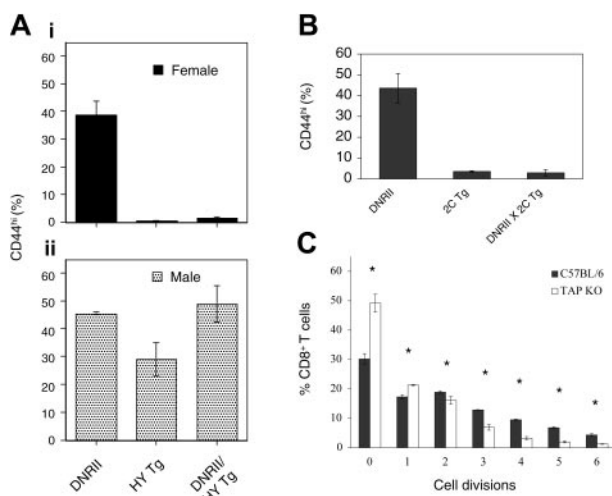 A
i
60
50
40
30
20
10
0
Female
CD44hi (%)
ii
60
50
40
30
20
10
0
Male
DNRII
HY Tg
DNRII/
HY Tg
B
CD44hi (%)
60
50
40
30
20
10
0
DNRII
2C Tg
DNRII X 2C Tg
C
% CD8+ T cells
60
50
40
30
20
10
0
C57BL/6
TAP KO
* * * * * * *
0 1 2 3 4 5 6
Cell divisions